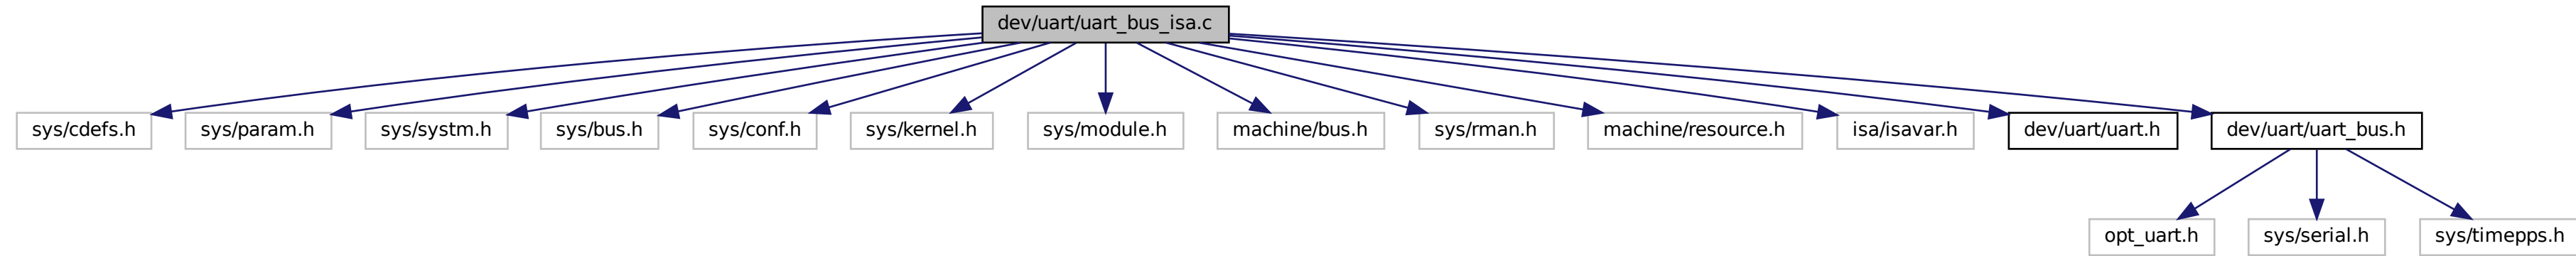 dev/uart/uart_bus_isa.c
sys/cdefs.h
sys/param.h
sys/systm.h
sys/bus.h
sys/conf.h
sys/kernel.h
sys/module.h
machine/bus.h
sys/rman.h
machine/resource.h
isa/isavar.h
dev/uart/uart.h
dev/uart/uart_bus.h
opt_uart.h
sys/serial.h
sys/timepps.h